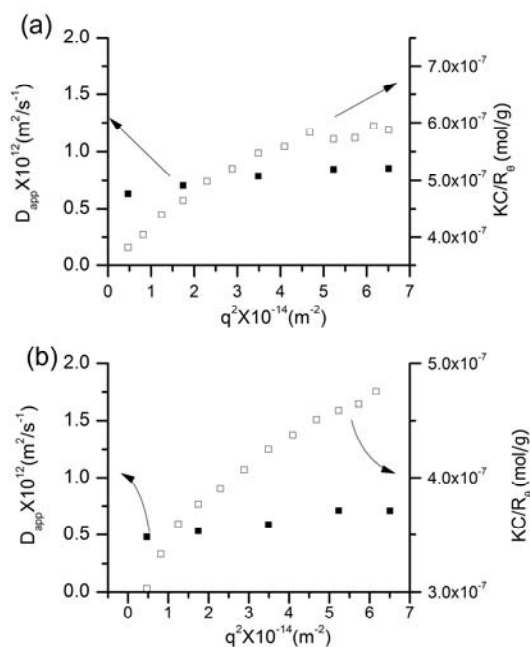 (a)
2.0
1.5
1.0
0.5
0.0
D_app X10^12 (m^2/s^-1)
7.0x10^-7
6.0x10^-7
5.0x10^-7
4.0x10^-7
KC/R_θ (mol/g)
0 1 2 3 4 5 6 7
q^2X10^-14(m^-2)
(b)
2.0
1.5
1.0
0.5
0.0
D_app X10^12 (m^2/s^-1)
5.0x10^-7
4.0x10^-7
3.0x10^-7
KC/R_θ (mol/g)
0 1 2 3 4 5 6 7
q^2X10^-14(m^-2)